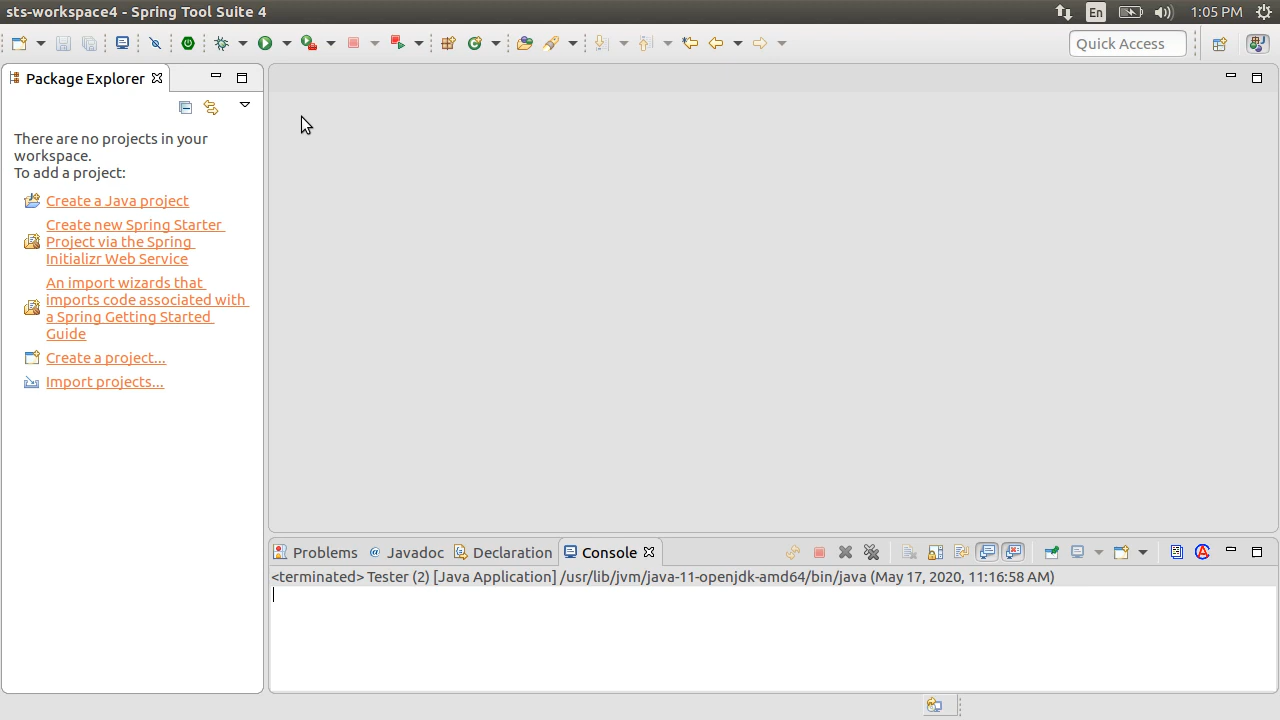 sts-workspace4 - Spring Tool Suite 4
En
1:05 PM
Quick Access
Package Explorer
There are no projects in your
workspace.
To add a project:
Create a Java project
Create new Spring Starter
Project via the Spring
Initializr Web Service
An import wizards that
imports code associated with
a Spring Getting Started
Guide
Create a project...
Import projects...
Problems
Javadoc
Declaration
Console
<terminated> Tester (2) [Java Application] /usr/lib/jvm/java-11-openjdk-amd64/bin/java (May 17, 2020, 11:16:58 AM)